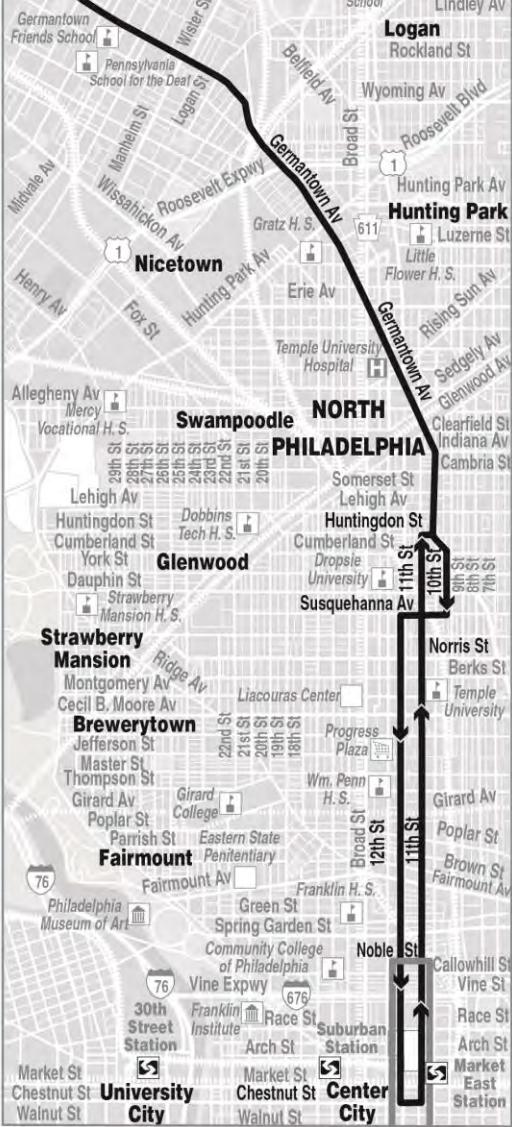 School
Lindley Av
Germantown
Friends School
Wister St
Logan
Rockland St
Pennsylvania
School for the Deaf
Logan St
Belfield Av
Wyoming Av
Broad St
Roosevelt Blvd
Manheim St
Midvale Av
Wissahickon Av
Roosevelt Expwy
Germantown Av
1
Hunting Park Av
Hunting Park
Gratz H. S.
611
Luzerne St
Little
Flower H. S.
1
Nicetown
Hunting Park Av
Henry Av
Fox St
Erie Av
Rising Sun Av
Germantown Av
Temple University
Hospital
H
Sedgely Av
Glenwood Av
Allegheny Av
Mercy
Vocational H. S.
Swampoodle
NORTH
PHILADELPHIA
Clearfield St
Indiana Av
Cambria St
29th St
28th St
27th St
26th St
25th St
24th St
23rd St
22nd St
21st St
20th St
Somerset St
Lehigh Av
Lehigh Av
Huntingdon St
Dobbins
Tech H. S.
Huntingdon St
Cumberland St
Cumberland St
York St
Glenwood
Dropsie
University
11th St
10th St
9th St
8th St
7th St
Dauphin St
Strawberry
Mansion H. S.
Susquehanna Av
Strawberry
Mansion
Ridge Av
Norris St
Berks St
Montgomery Av
Liacouras Center
Temple
University
Cecil B. Moore Av
Brewerytown
22nd St
21st St
20th St
19th St
18th St
Progress
Plaza
Jefferson St
Master St
Thompson St
Wm. Penn
H. S.
Girard Av
Girard
College
Girard Av
Poplar St
Broad St
12th St
11th St
Poplar St
Parrish St
Eastern State
Penitentiary
Fairmount
Brown St
Fairmount Av
76
Fairmount Av
Franklin H. S.
Philadelphia
Museum of Art
Green St
Spring Garden St
Community College
of Philadelphia
Noble St
Callowhill St
Vine St
76
Vine Expwy
676
30th
Street
Station
Franklin
Institute
Race St
Suburban
Station
Race St
Arch St
Arch St
Market St
Chestnut St
Walnut St
University
City
Market St
Chestnut St
Walnut St
Center
City
Market
East
Station